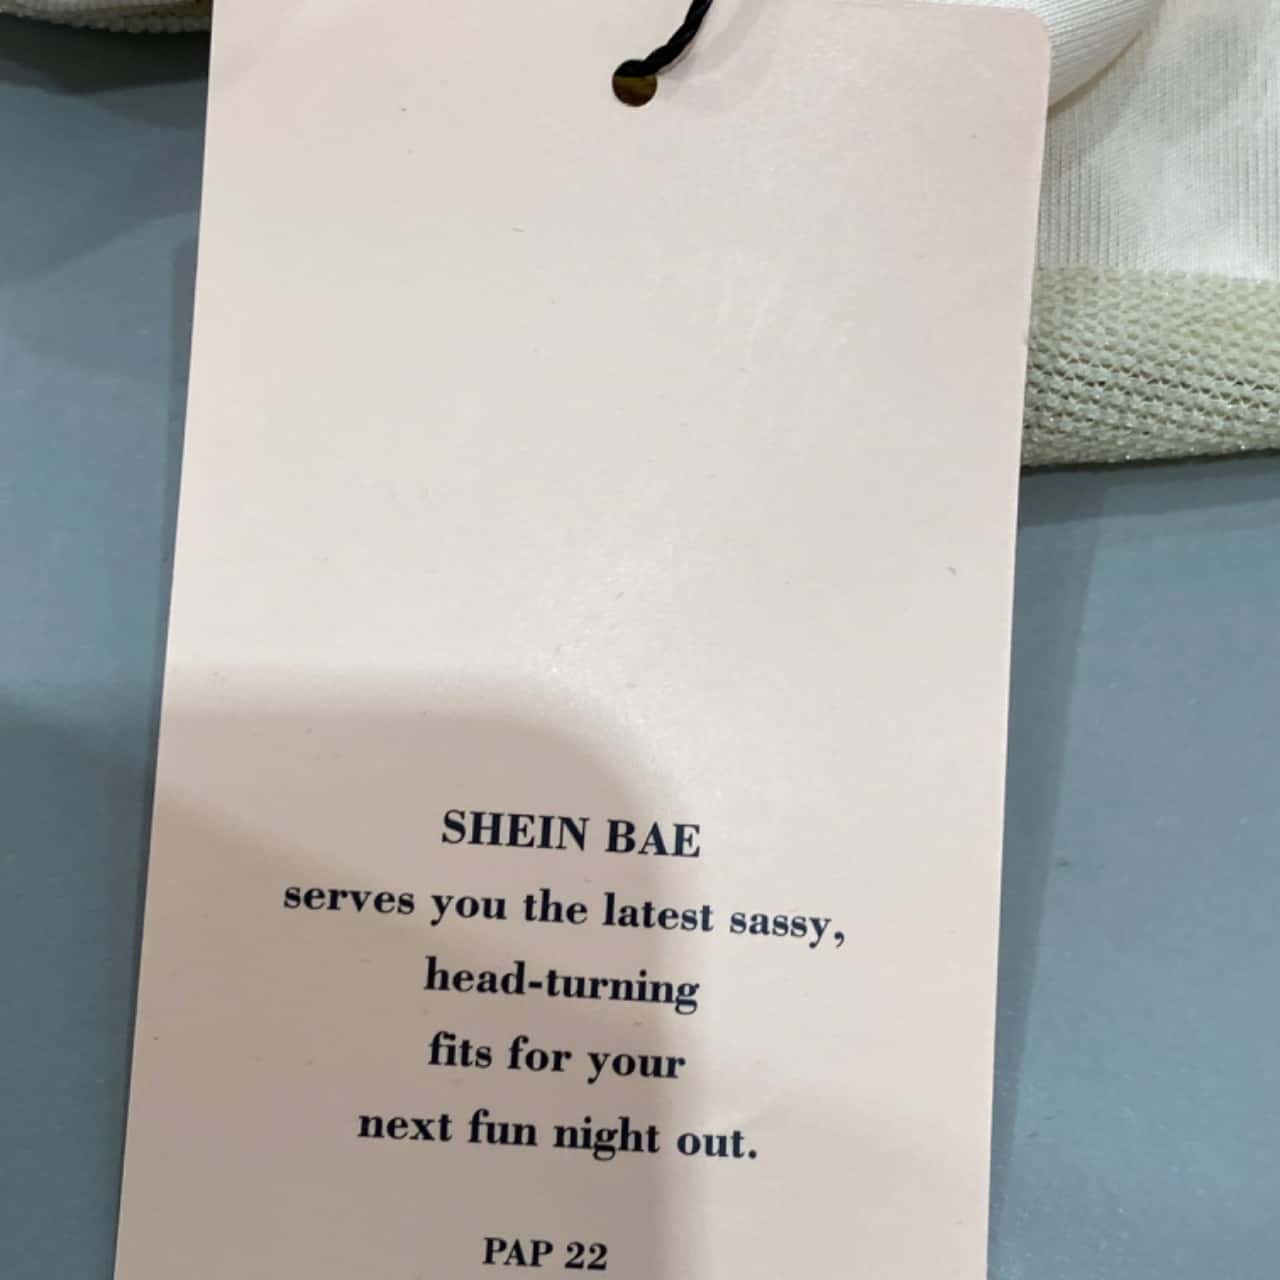 SHEIN BAE
serves you the latest sassy,
head-turning
fits for your
next fun night out.
PAP 22